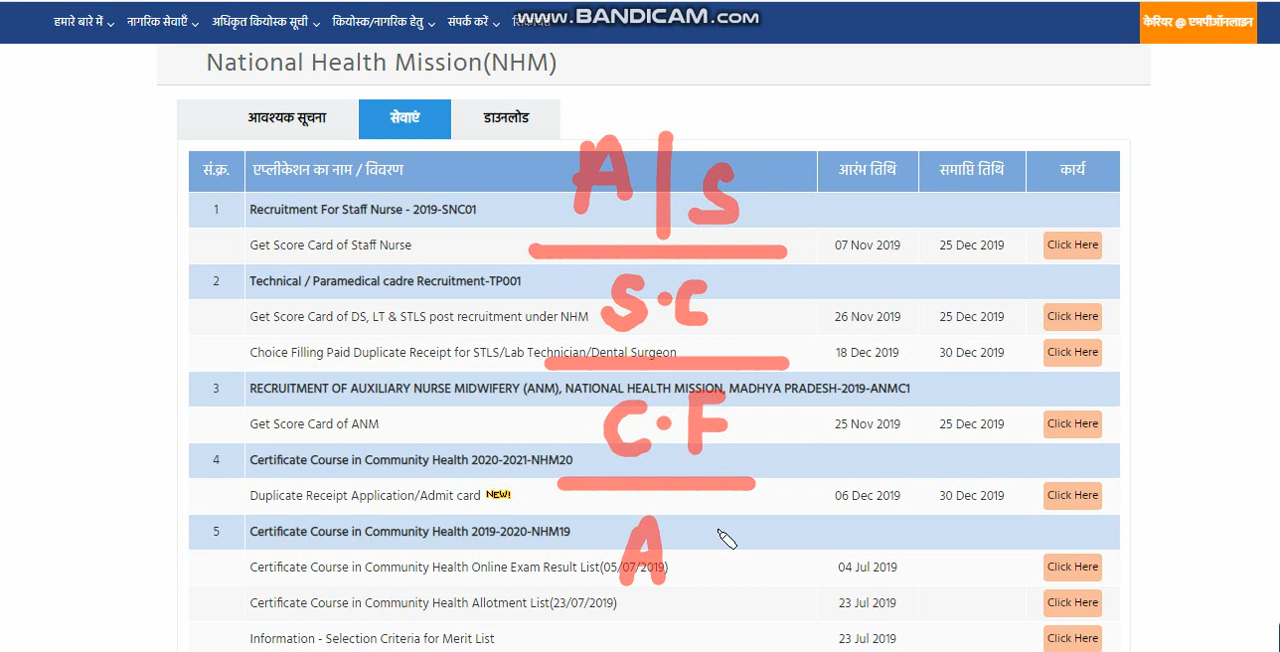 हमारे बारे में नागरिक सेवाएँ अधिकृत कियोस्क सूची कियोस्क/नागरिक हेतु संपर्क करें
www.BANDICAM.com
कैरियर @ एमपीऑनलाइन
National Health Mission(NHM)
आवश्यक सूचना सेवाएं डाउनलोड
सं.क्र. एप्लीकेशन का नाम / विवरण आरंभ तिथि समाप्ति तिथि कार्य
A|S
1 Recruitment For Staff Nurse - 2019-SNC01
Get Score Card of Staff Nurse 07 Nov 2019 25 Dec 2019 Click Here
2 Technical / Paramedical cadre Recruitment-TP001
S.C
Get Score Card of DS, LT & STLS post recruitment under NHM 26 Nov 2019 25 Dec 2019 Click Here
Choice Filling Paid Duplicate Receipt for STLS/Lab Technician/Dental Surgeon 18 Dec 2019 30 Dec 2019 Click Here
3 RECRUITMENT OF AUXILIARY NURSE MIDWIFERY (ANM), NATIONAL HEALTH MISSION, MADHYA PRADESH-2019-ANMC1
C.F
Get Score Card of ANM 25 Nov 2019 25 Dec 2019 Click Here
4 Certificate Course in Community Health 2020-2021-NHM20
Duplicate Receipt Application/Admit card NEW! 06 Dec 2019 30 Dec 2019 Click Here
5 Certificate Course in Community Health 2019-2020-NHM19
A
Certificate Course in Community Health Online Exam Result List(05/07/2019) 04 Jul 2019 Click Here
Certificate Course in Community Health Allotment List(23/07/2019) 23 Jul 2019 Click Here
Information - Selection Criteria for Merit List 23 Jul 2019 Click Here